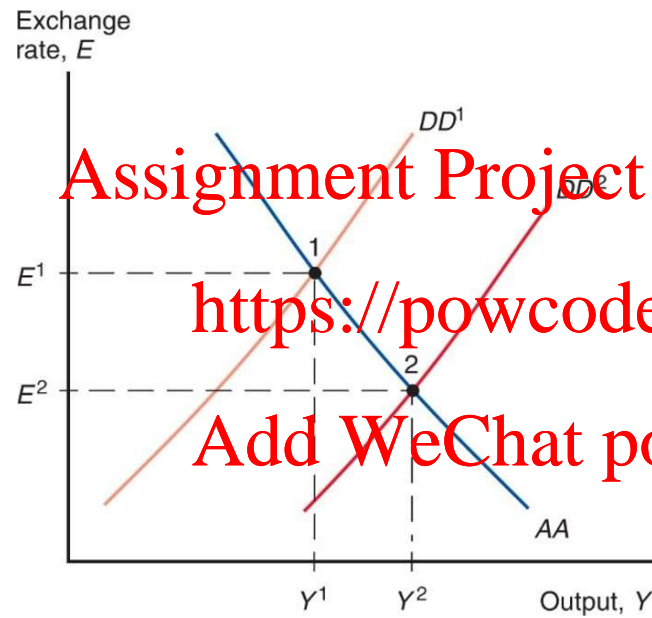 Exchange
rate, E
DD¹
Assignment Project
DD²
1
E¹
https://powcode
2
E²
Add WeChat po
AA
Y¹ Y² Output, Y